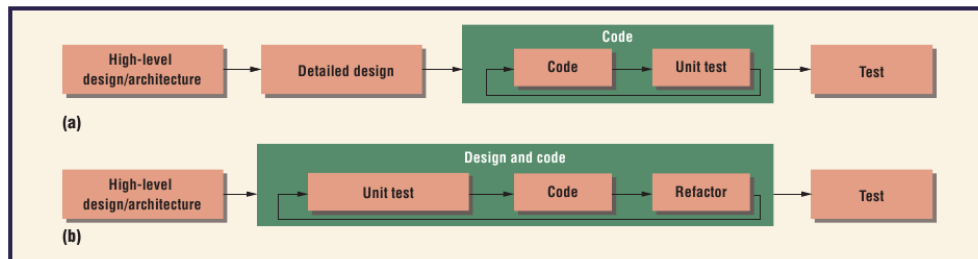 Code
High-level
design/architecture
Detailed design
Code
Unit test
Test
(a)
Design and code
High-level
design/architecture
Unit test
Code
Refactor
Test
(b)